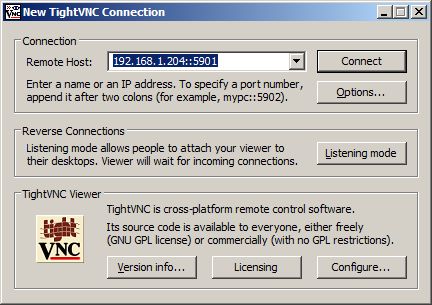 New TightVNC Connection
Connection
Remote Host: 192.168.1.204::5901
Connect
Enter a name or an IP address. To specify a port number,
append it after two colons (for example, mypc::5902).
Options...
Reverse Connections
Listening mode allows people to attach your viewer to
their desktops. Viewer will wait for incoming connections.
Listening mode
TightVNC Viewer
tight
VNC
TightVNC is cross-platform remote control software.
Its source code is available to everyone, either freely
(GNU GPL license) or commercially (with no GPL restrictions).
Version info...
Licensing
Configure...